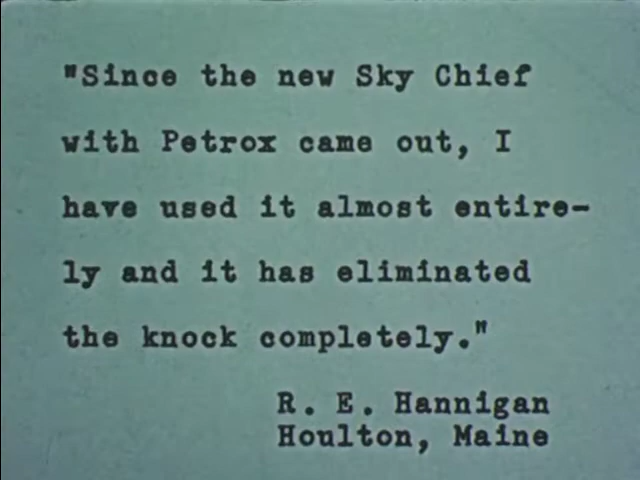 "Since the new Sky Chief
with Petrox came out, I
have used it almost entire-
ly and it has eliminated
the knock completely."
R. E. Hannigan
Houlton, Maine